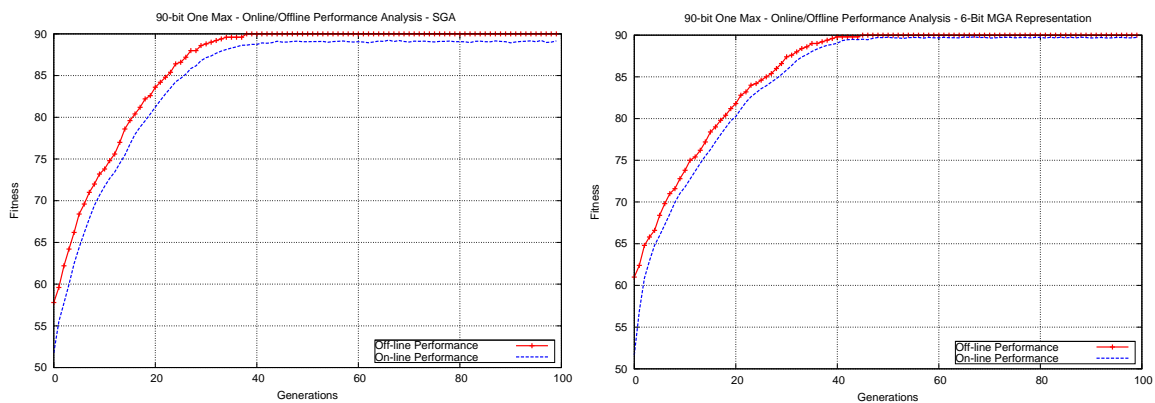 90-bit One Max - Online/Offline Performance Analysis - SGA
90
85
80
75
70
65
60
55
50
Fitness
0 20 40 60 80 100
Generations
Off-line Performance
On-line Performance
90-bit One Max - Online/Offline Performance Analysis - 6-Bit MGA Representation
90
85
80
75
70
65
60
55
50
Fitness
0 20 40 60 80 100
Generations
Off-line Performance
On-line Performance